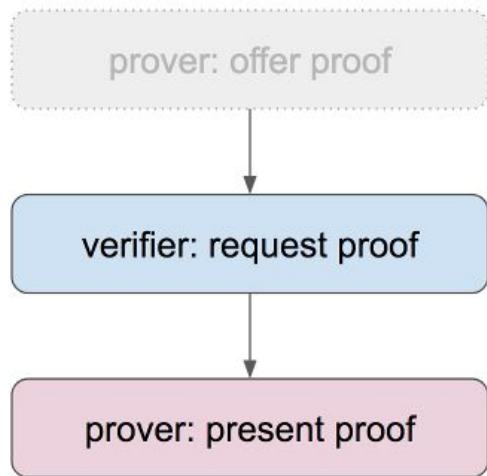 prover: offer proof
verifier: request proof
prover: present proof